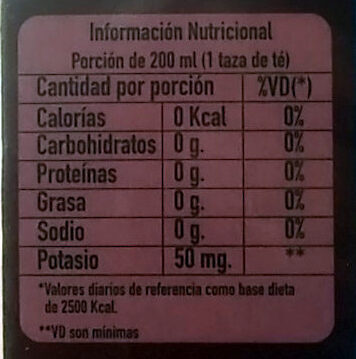 Información Nutricional
Porción de 200 ml (1 taza de té)
Cantidad por porción %VD(*)
Calorías 0 Kcal 0%
Carbohidratos 0 g. 0%
Proteínas 0 g. 0%
Grasa 0 g. 0%
Sodio 0 g. 0%
Potasio 50 mg. **
*Valores diarios de referencia como base dieta
de 2500 Kcal.
**VD son mínimas